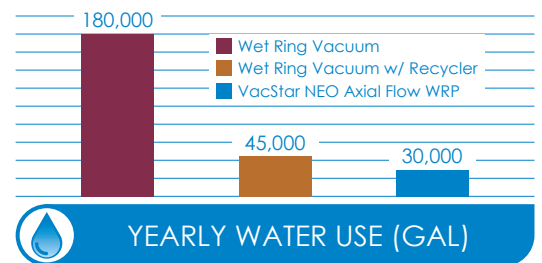 180,000
Wet Ring Vacuum
Wet Ring Vacuum w/ Recycler
VacStar NEO Axial Flow WRP
45,000
30,000
YEARLY WATER USE (GAL)